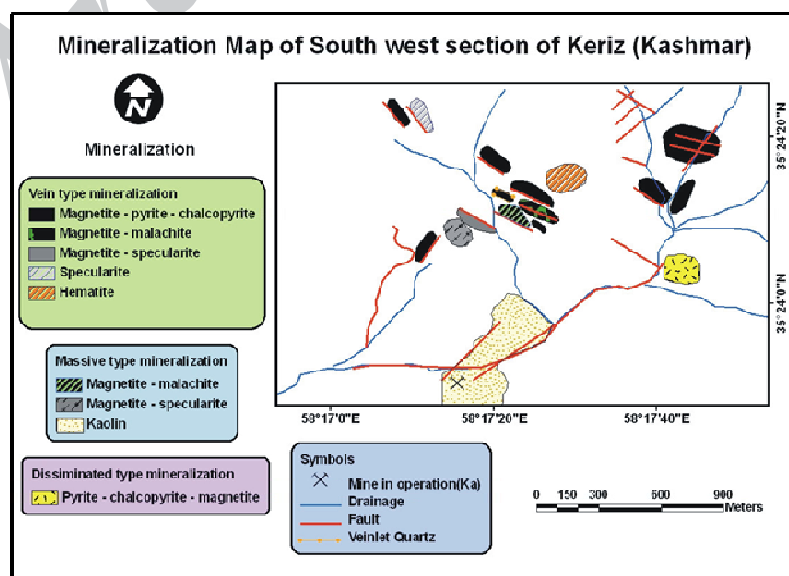 Mineralization Map of South west section of Keriz (Kashmar)
N
Mineralization
Vein type mineralization
Magnetite - pyrite - chalcopyrite
Magnetite - malachite
Magnetite - specularite
Specularite
Hematite
Massive type mineralization
Magnetite - malachite
Magnetite - specularite
Kaolin
Dissiminated type mineralization
Pyrite - chalcopyrite - magnetite
35°24'20"N
35°24'0"N
58°17'0"E
58°17'20"E
58°17'40"E
Symbols
Mine in operation(Ka)
Drainage
Fault
Veinlet Quartz
0 150 300 600 900
Meters